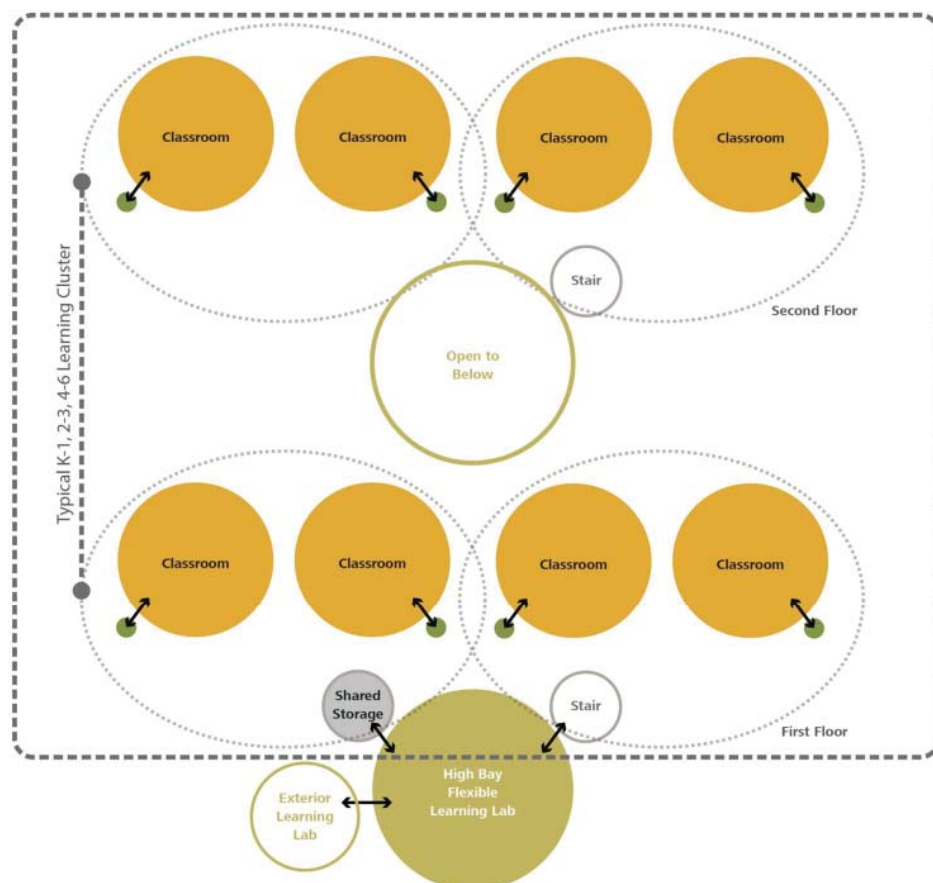 Classroom
Classroom
Classroom
Classroom
Stair
Second Floor
Open to
Below
Typical K-1, 2-3, 4-6 Learning Cluster
Classroom
Classroom
Classroom
Classroom
Shared
Storage
Stair
First Floor
High Bay
Flexible
Learning Lab
Exterior
Learning
Lab